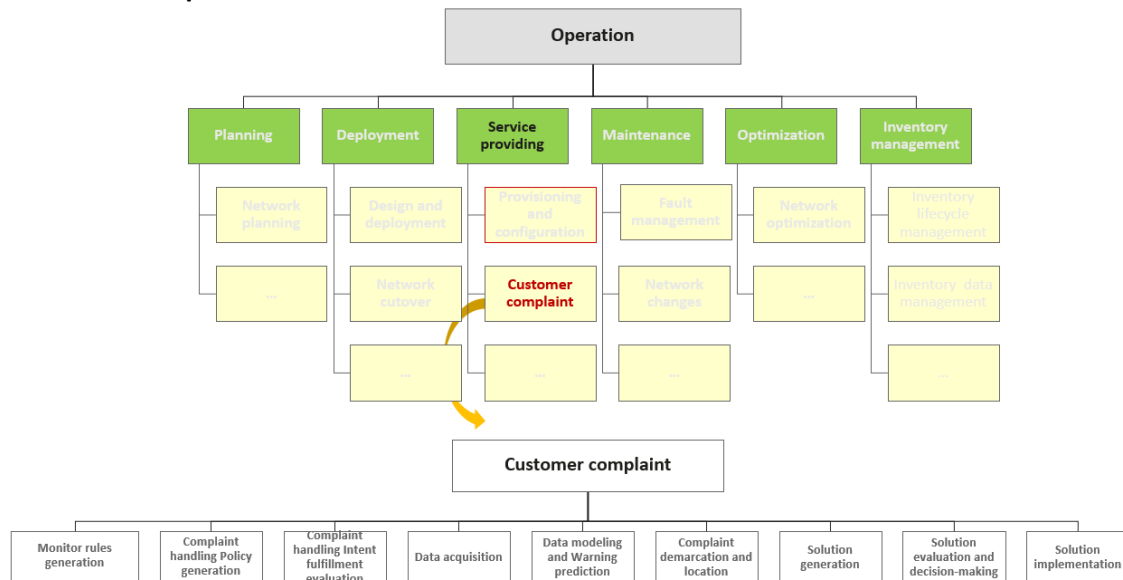 Operation
Planning
Deployment
Service
providing
Maintenance
Optimization
Inventory
management
Network
planning
Design and
deployment
Provisioning
and
configuration
Fault
management
Network
optimization
Inventory
lifecycle
management
...
Network
cutover
Customer
complaint
Network
changes
...
Inventory data
management
...
...
...
...
Customer complaint
Monitor rules
generation
Complaint
handling Policy
generation
Complaint
handling Intent
fulfillment
evaluation
Data acquisition
Data modeling
and Warning
prediction
Complaint
demarcation and
location
Solution
generation
Solution
evaluation and
decision-making
Solution
implementation